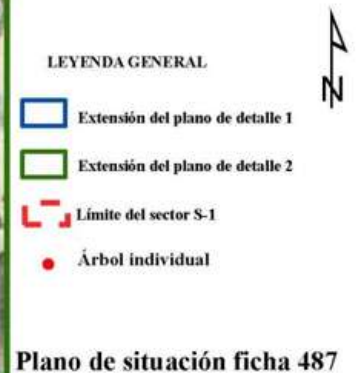 N
LEYENDA GENERAL
Extensión del plano de detalle 1
Extensión del plano de detalle 2
Límite del sector S-1
Árbol individual
Plano de situación ficha 487